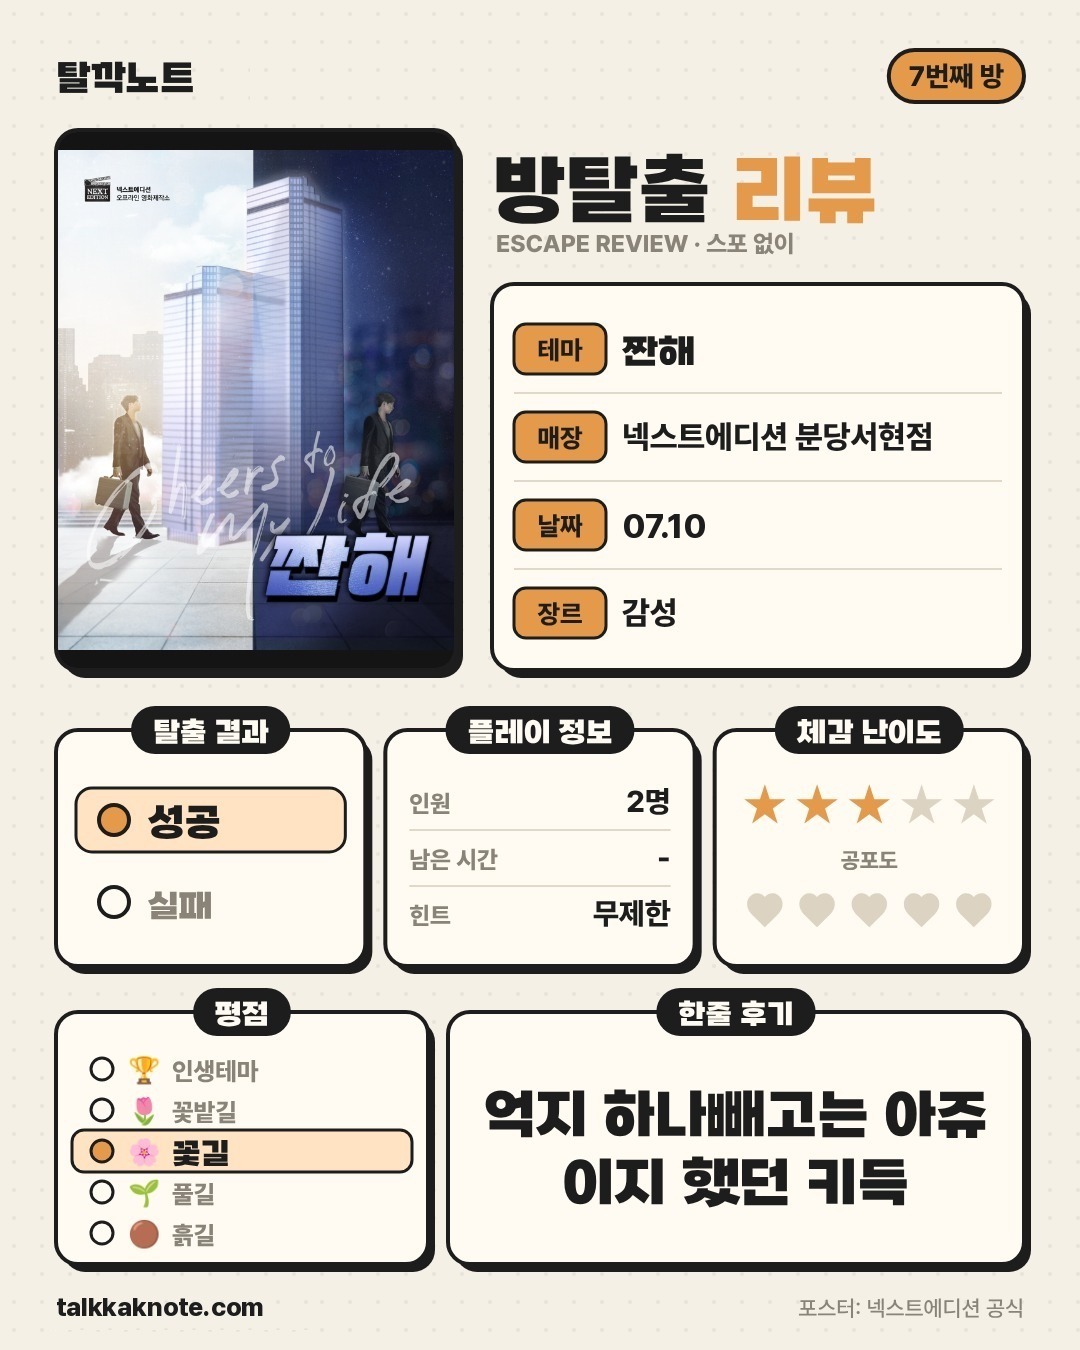 탈깍노트
7번째 방
NEXT
EDITION
넥스트에디션
오프라인 영화제작소
Cheers to
My life
짠해
방탈출 리뷰
ESCAPE REVIEW · 스포 없이
테마 짠해
매장 넥스트에디션 분당서현점
날짜 07.10
장르 감성
탈출 결과
성공
실패
플레이 정보
인원 2명
남은 시간 -
힌트 무제한
체감 난이도
★★★★★
공포도
평점
인생테마
꽃밭길
꽃길
풀길
흙길
한줄 후기
억지 하나빼고는 아쥬
이지 했던 키득
talkkaknote.com
포스터: 넥스트에디션 공식